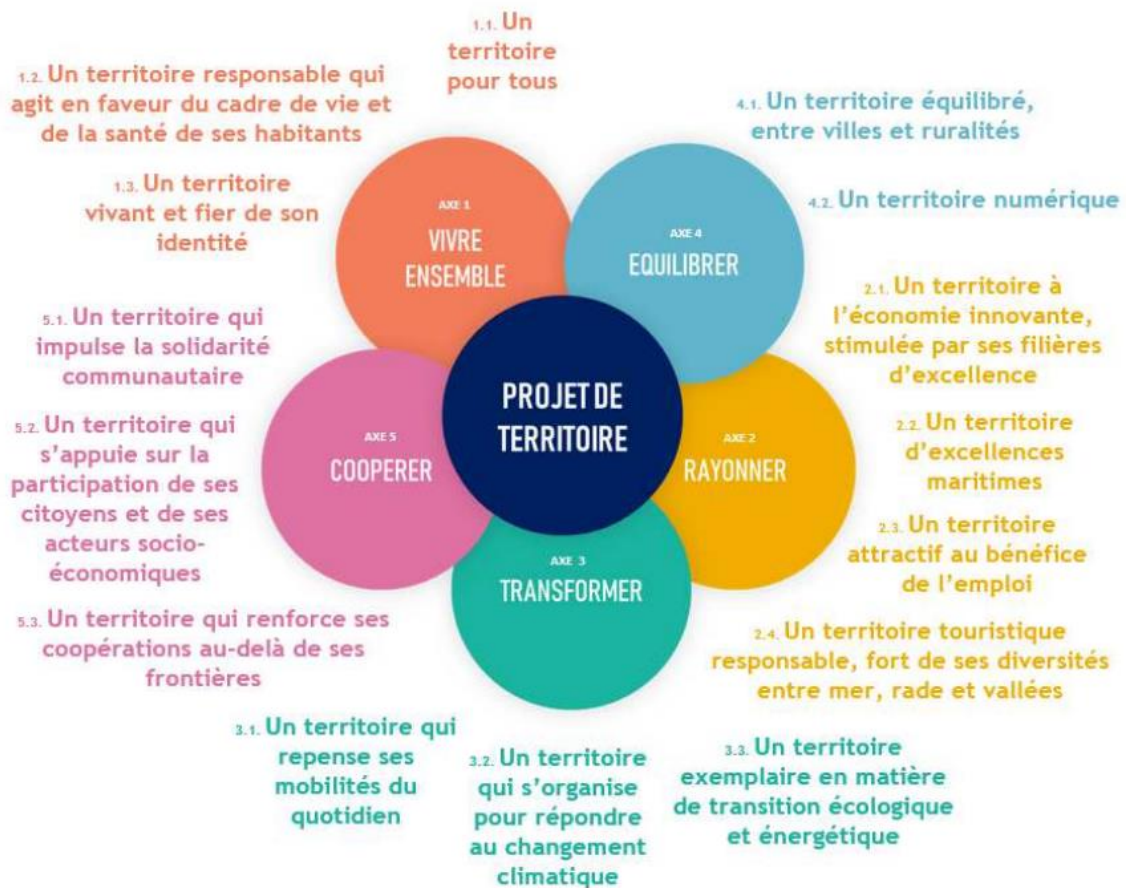 1.1. Un
territoire
pour tous
1.2. Un territoire responsable qui
agit en faveur du cadre de vie et
de la santé de ses habitants
1.3. Un territoire
vivant et fier de son
identité
AXE 1
VIVRE
ENSEMBLE
4.1. Un territoire équilibré,
entre villes et ruralités
4.2. Un territoire numérique
AXE 4
EQUILIBRER
PROJET DE
TERRITOIRE
2.1. Un territoire à
l'économie innovante,
stimulée par ses filières
d'excellence
2.2. Un territoire
d'excellences
maritimes
2.3. Un territoire
attractif au bénéfice
de l'emploi
2.4. Un territoire touristique
responsable, fort de ses diversités
entre mer, rade et vallées
AXE 2
RAYONNER
5.1. Un territoire qui
impulse la solidarité
communautaire
5.2. Un territoire qui
s'appuie sur la
participation de ses
citoyens et de ses
acteurs socio-
économiques
5.3. Un territoire qui renforce ses
coopérations au-delà de ses
frontières
AXE 5
COOPERER
AXE 3
TRANSFORMER
3.1. Un territoire qui
repense ses
mobilités du
quotidien
3.2. Un territoire
qui s'organise
pour répondre
au changement
climatique
3.3. Un territoire
exemplaire en matière
de transition écologique
et énergétique